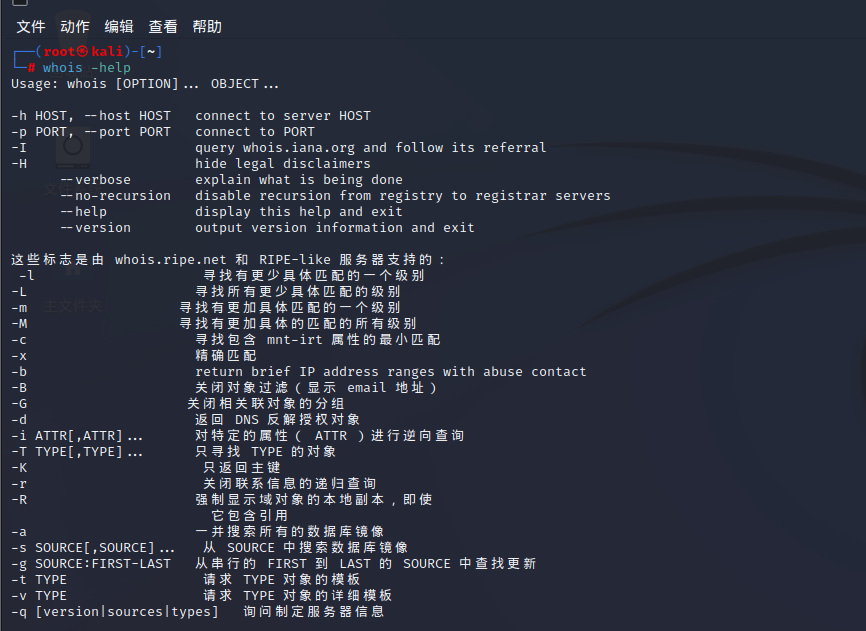 文件 动作 编辑 查看 帮助
┌──(root㉿kali)-[~]
└─# whois -help
Usage: whois [OPTION]... OBJECT...

-h HOST, --host HOST   connect to server HOST
-p PORT, --port PORT   connect to PORT
-I                     query whois.iana.org and follow its referral
-H                     hide legal disclaimers
      --verbose        explain what is being done
      --no-recursion   disable recursion from registry to registrar servers
      --help           display this help and exit
      --version        output version information and exit

这些标志是由 whois.ripe.net 和 RIPE-like 服务器支持的：
-l                     寻找有更少具体匹配的一个级别
-L                     寻找所有更少具体匹配的级别
-m                     寻找有更加具体匹配的一个级别
-M                     寻找有更加具体的匹配的所有级别
-c                     寻找包含 mnt-irt 属性的最小匹配
-x                     精确匹配
-b                     return brief IP address ranges with abuse contact
-B                     关闭对象过滤（显示 email 地址）
-G                     关闭相关联对象的分组
-d                     返回 DNS 反解授权对象
-i ATTR[,ATTR]...      对特定的属性（ ATTR ）进行逆向查询
-T TYPE[,TYPE]...      只寻找 TYPE 的对象
-K                     只返回主键
-r                     关闭联系信息的递归查询
-R                     强制显示域对象的本地副本，即使
                       它包含引用
-a                     一并搜索所有的数据库镜像
-s SOURCE[,SOURCE]...  从 SOURCE 中搜索数据库镜像
-g SOURCE:FIRST-LAST   从串行的 FIRST 到 LAST 的 SOURCE 中查找更新
-t TYPE                请求 TYPE 对象的模板
-v TYPE                请求 TYPE 对象的详细模板
-q [version|sources|types]   询问制定服务器信息
主文件夹